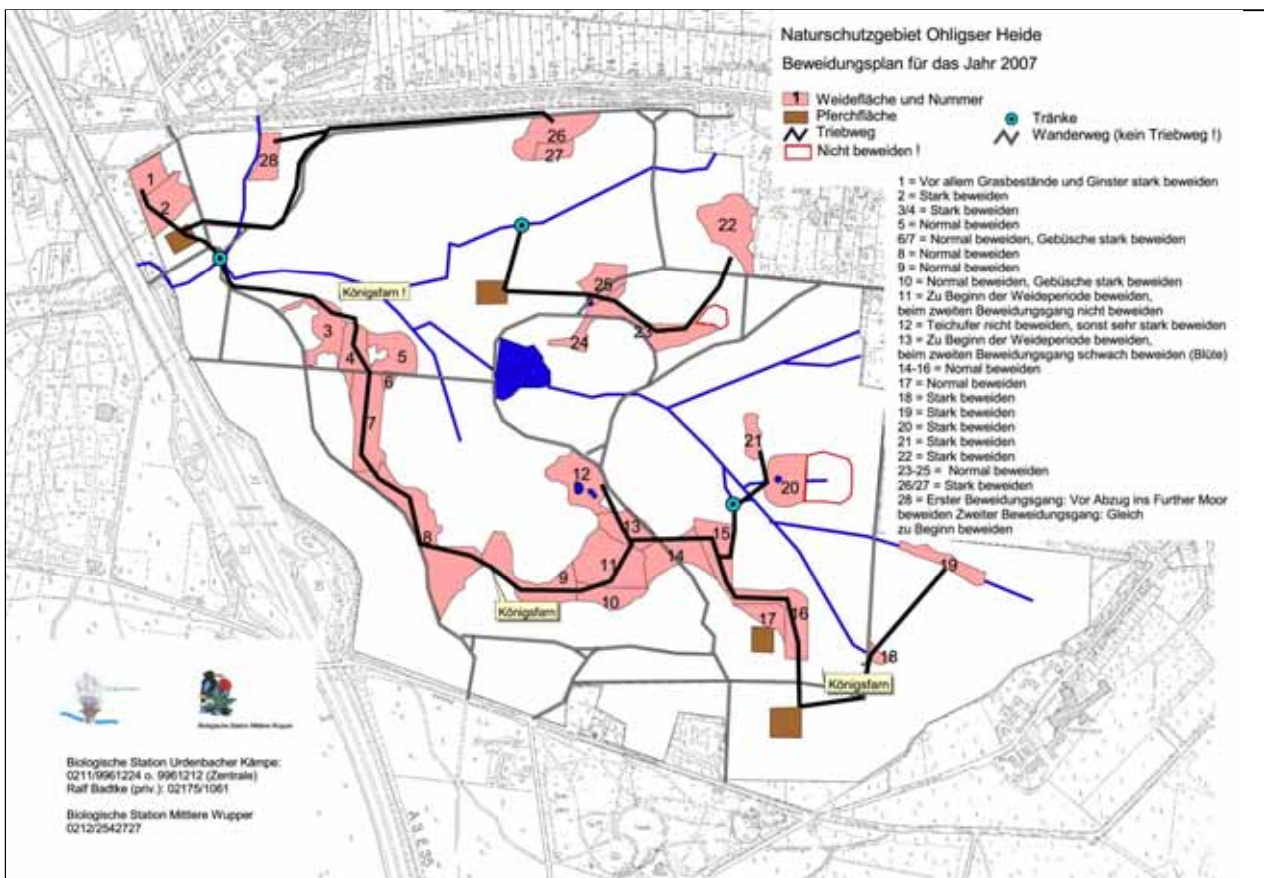 Naturschutzgebiet Ohligser Heide
Beweidungsplan für das Jahr 2007
1 Weidefläche und Nummer
Pferchfläche
Triebweg
Nicht beweiden !
Tränke
Wanderweg (kein Triebweg !)
1 = Vor allem Grasbestände und Ginster stark beweiden
2 = Stark beweiden
3/4 = Stark beweiden
5 = Normal beweiden
6/7 = Normal beweiden, Gebüsche stark beweiden
8 = Normal beweiden
9 = Normal beweiden
10 = Normal beweiden, Gebüsche stark beweiden
11 = Zu Beginn der Weideperiode beweiden,
beim zweiten Beweidungsgang nicht beweiden
12 = Teichufer nicht beweiden, sonst sehr stark beweiden
13 = Zu Beginn der Weideperiode beweiden,
beim zweiten Beweidungsgang schwach beweiden (Blüte)
14-16 = Nomal beweiden
17 = Normal beweiden
18 = Stark beweiden
19 = Stark beweiden
20 = Stark beweiden
21 = Stark beweiden
22 = Stark beweiden
23-25 = Normal beweiden
26/27 = Stark beweiden
28 = Erster Beweidungsgang: Vor Abzug ins Further Moor
beweiden Zweiter Beweidungsgang: Gleich
zu Beginn beweiden
26
28
27
1
2
22
25
Königsfarn !
3
23
24
4
5
6
7
21
12
20
13
15
8
14
11
9
19
10
Königsfarn
16
17
18
Königsfarn
Biologische Station Mittlere Wupper
Biologische Station Urdenbacher Kämpe:
0211/9961224 o. 9961212 (Zentrale)
Ralf Badtke (priv.): 02175/1061
Biologische Station Mittlere Wupper
0212/2542727
A 3 E 35